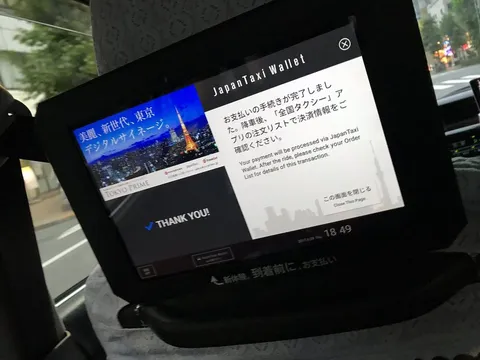 JapanTaxi Wallet
お支払いの手続きが完了しまし
た。降車後、「全国タクシー」ア
プリの注文リストで決済情報をご
確認ください。
Your payment will be processed via JapanTaxi
Wallet. After the ride, please check your Order
List for details of this transaction.
この画面を閉じる
Close This Page
美麗、新世代、東京
デジタルサイネージ。
TOKYO PRIME
THANK YOU!
18 49
新体験。到着前に、お支払い